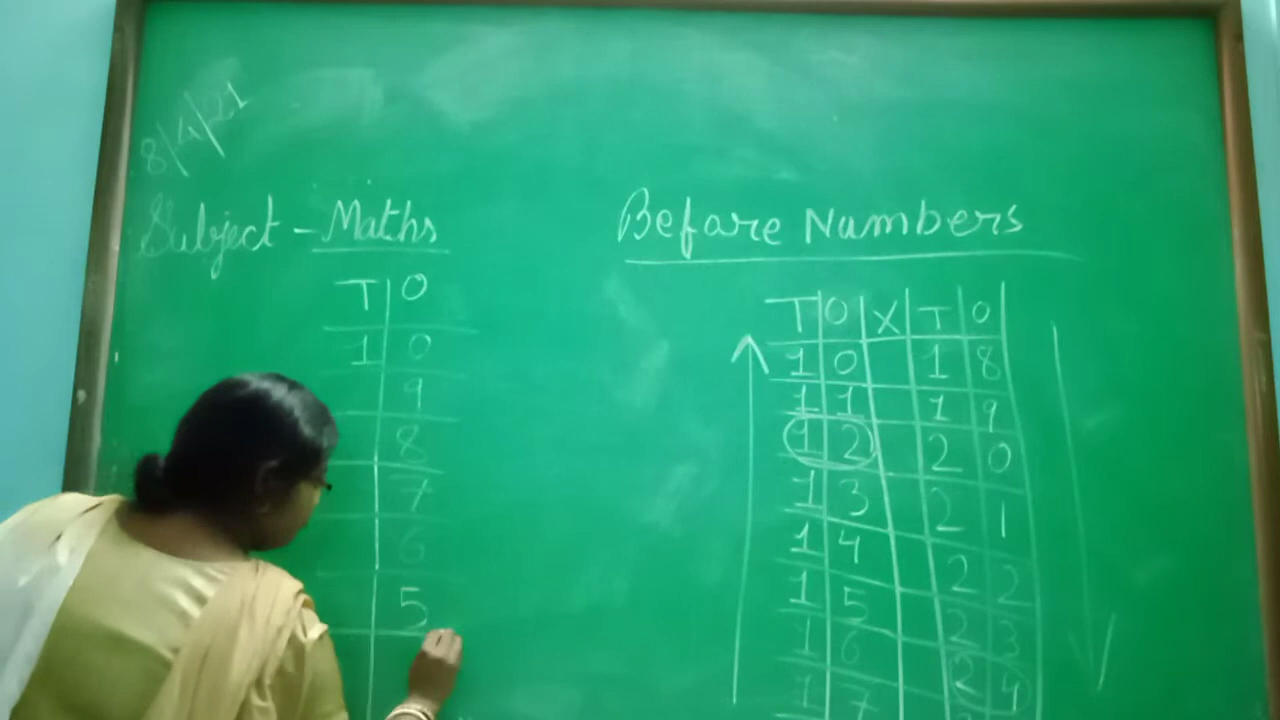 8/4/21
Subject - Maths
T 0
1 0
9
8
7
6
5
Befare Numbers
T 0 X T 0
1 0 1 8
1 1 1 9
1 2 2 0
1 3 2 1
1 4 2 2
1 5 2 3
1 6 2 4
1 7